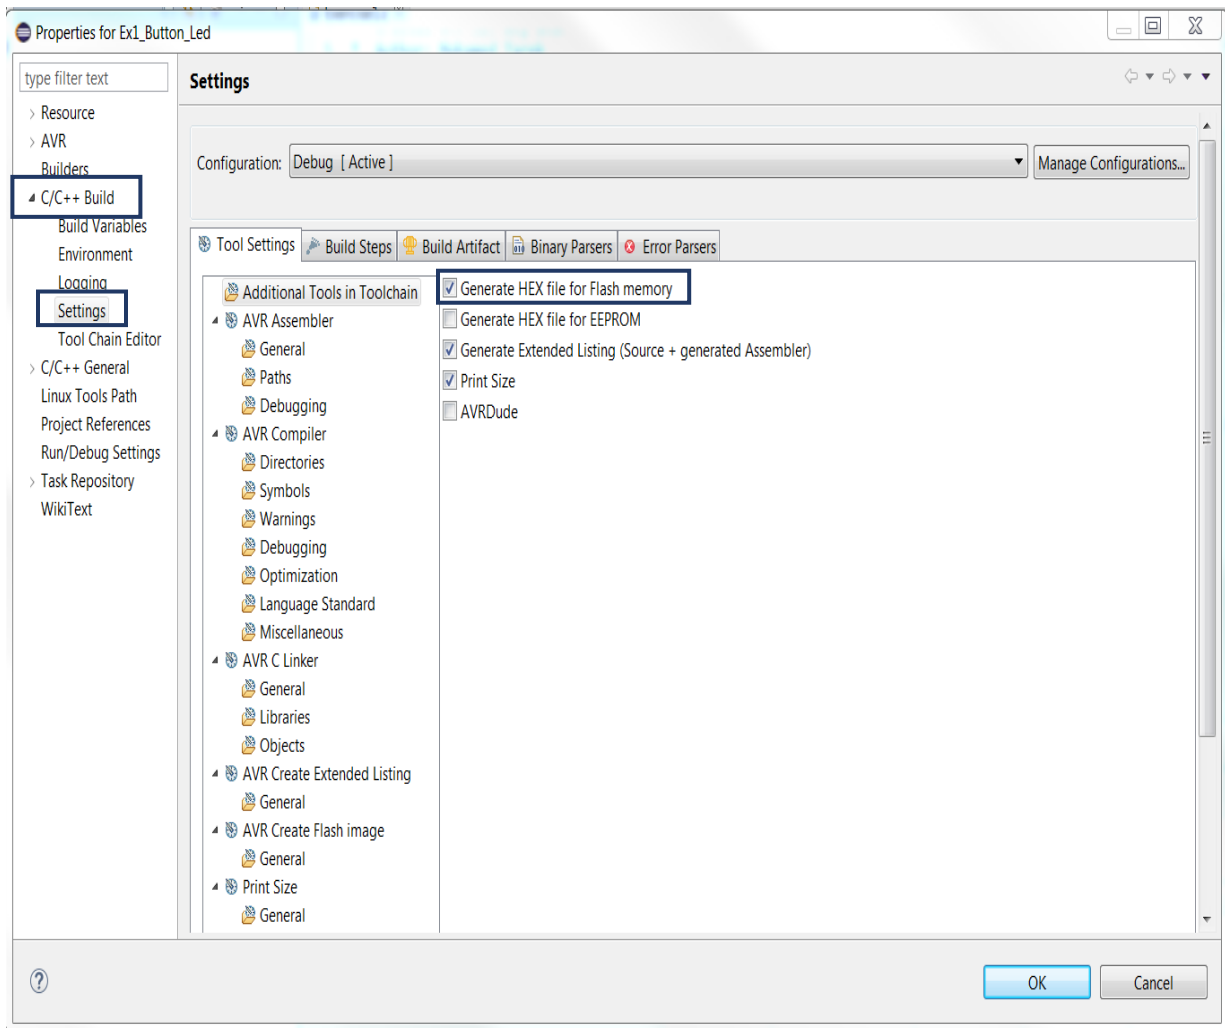 Properties for Ex1_Button_Led
type filter text
Resource
AVR
Builders
C/C++ Build
Build Variables
Environment
Logging
Settings
Tool Chain Editor
C/C++ General
Linux Tools Path
Project References
Run/Debug Settings
Task Repository
WikiText
Settings
Configuration: Debug [ Active ] Manage Configurations...
Tool Settings Build Steps Build Artifact Binary Parsers Error Parsers
Additional Tools in Toolchain
AVR Assembler
General
Paths
Debugging
AVR Compiler
Directories
Symbols
Warnings
Debugging
Optimization
Language Standard
Miscellaneous
AVR C Linker
General
Libraries
Objects
AVR Create Extended Listing
General
AVR Create Flash image
General
Print Size
General
Generate HEX file for Flash memory
Generate HEX file for EEPROM
Generate Extended Listing (Source + generated Assembler)
Print Size
AVRDude
OK Cancel